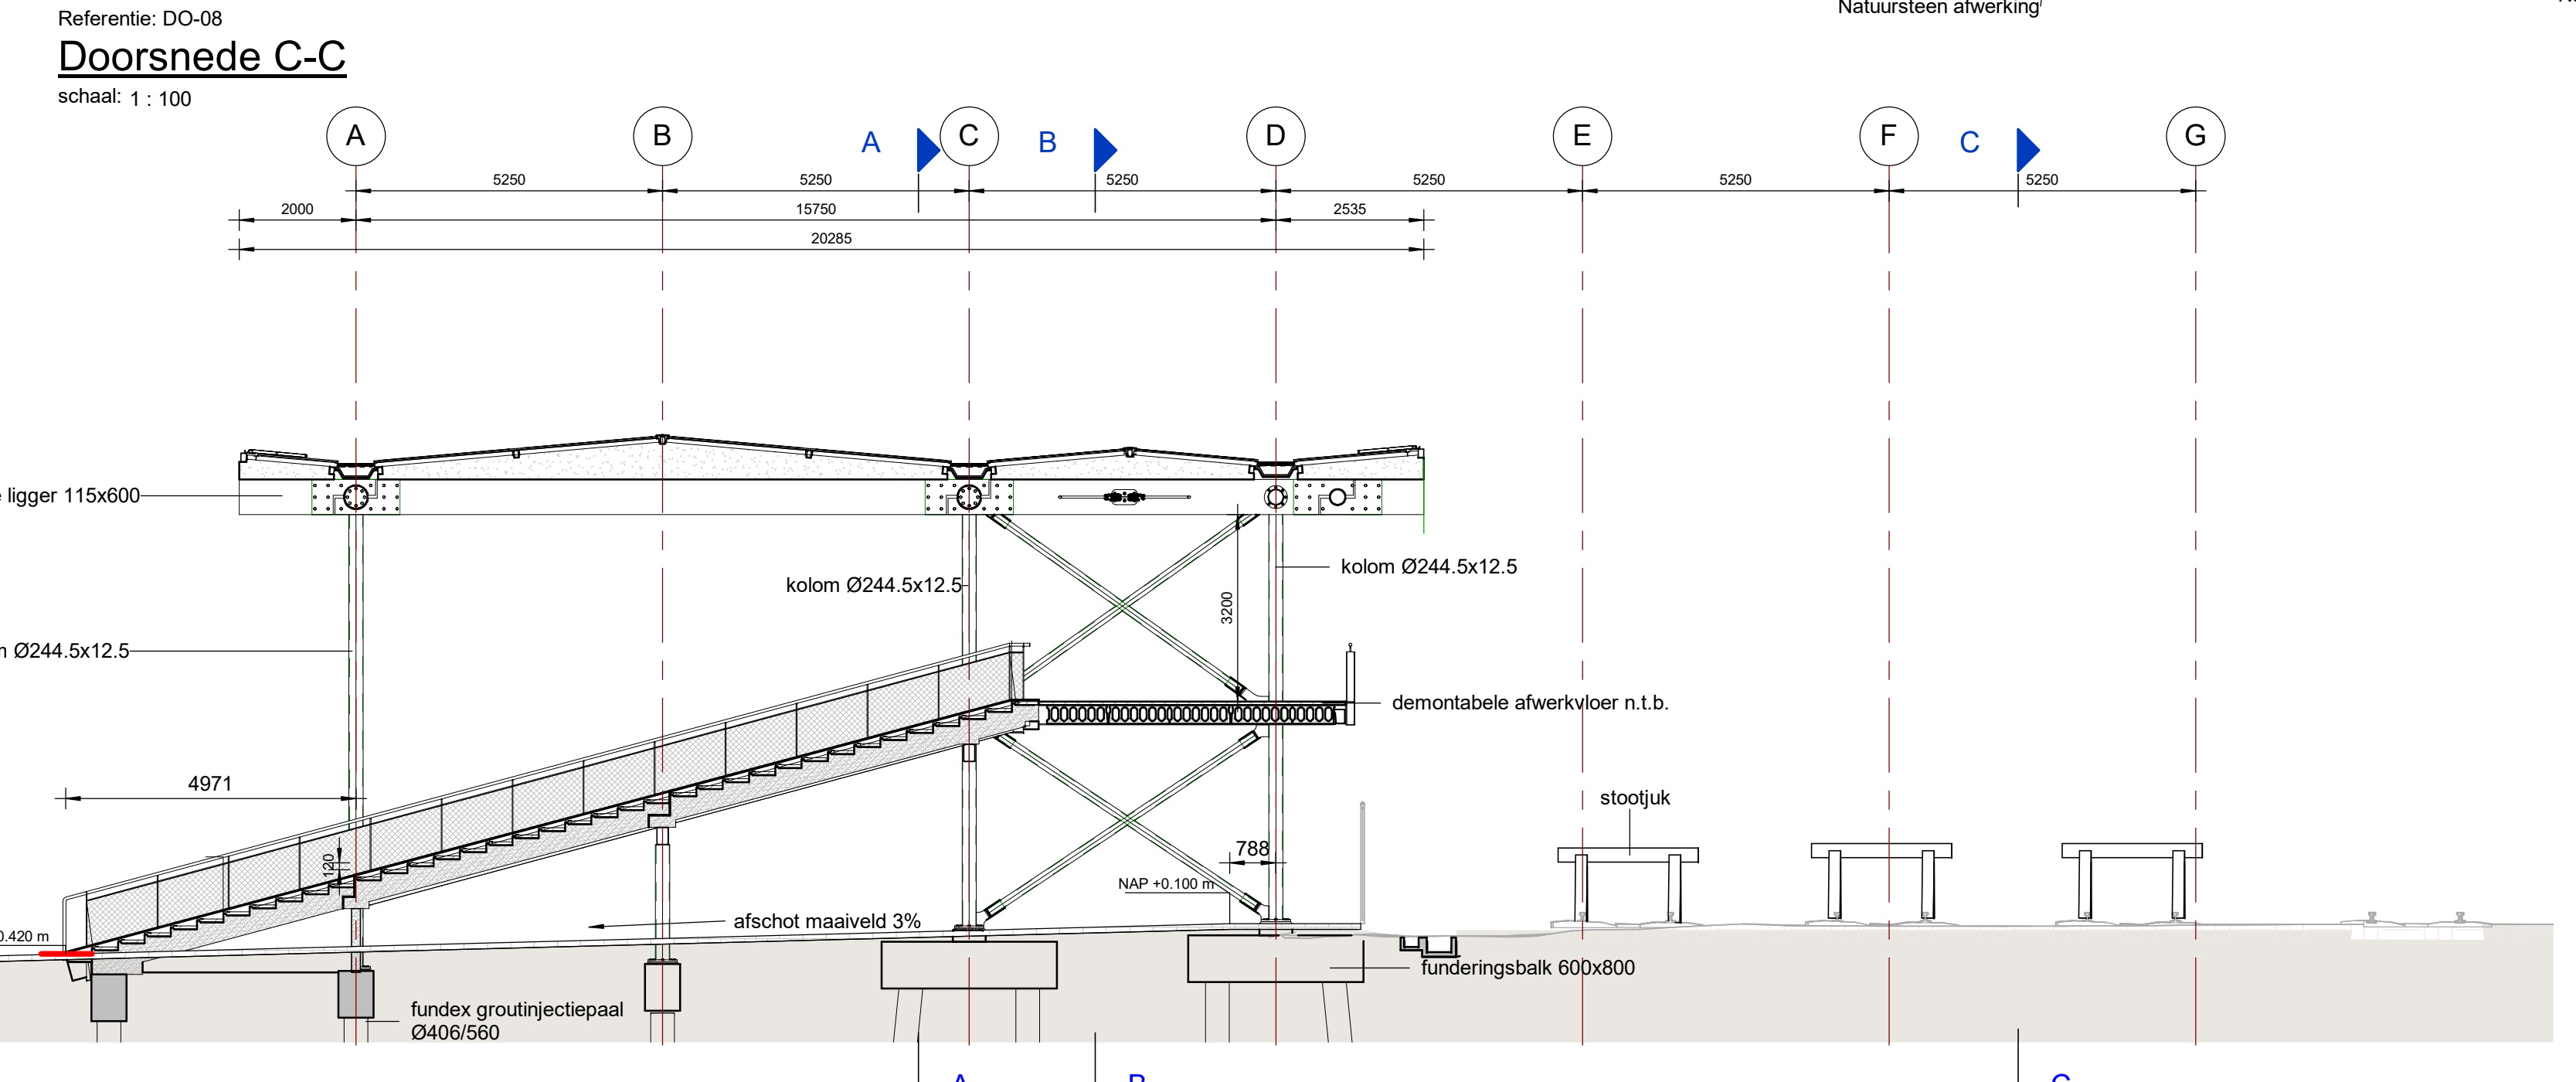 Referentie: DO-08
Natuursteen afwerking
Doorsnede C-C
schaal: 1 : 100
A
B
A
C
B
D
E
F
C
G
5250
5250
5250
5250
5250
5250
2000
15750
2535
20285
ligger 115x600
kolom Ø244.5x12.5
kolom Ø244.5x12.5
3200
Ø244.5x12.5
demontabele afwerkvloer n.t.b.
4971
stootjuk
120
788
NAP +0.100 m
afschot maaiveld 3%
0.420 m
funderingsbalk 600x800
fundex groutinjectiepaal
Ø406/560